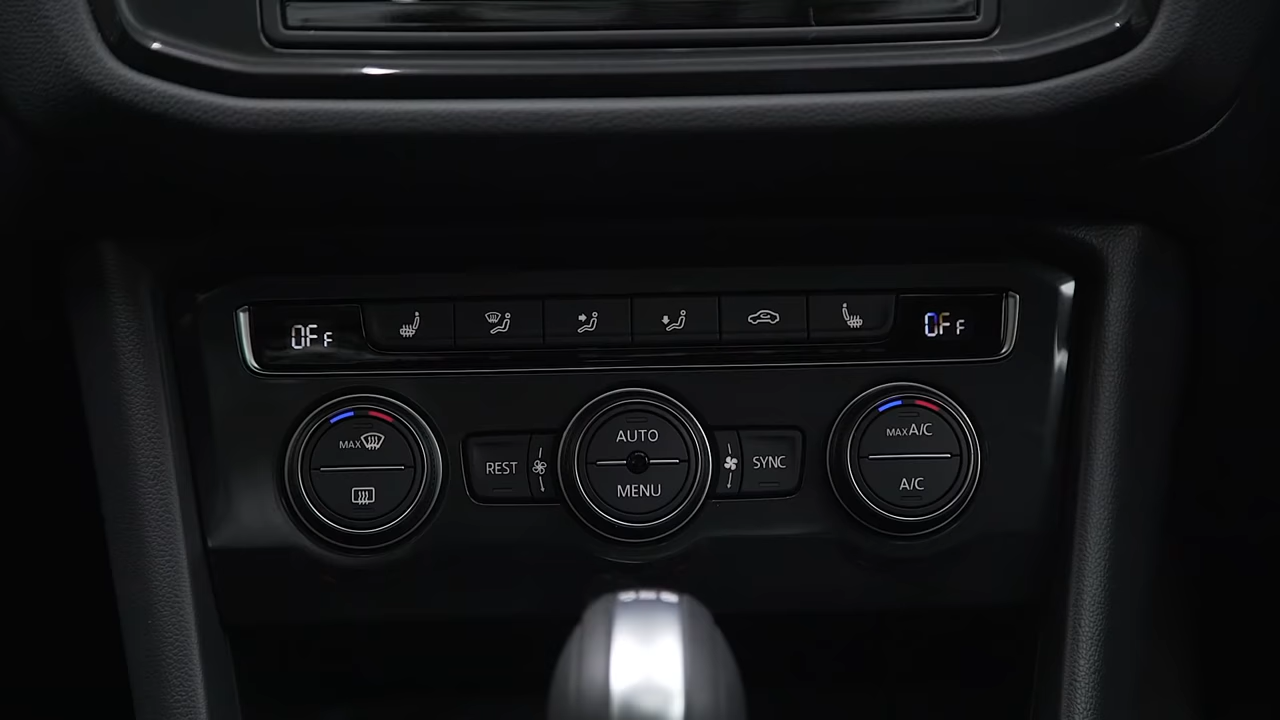 OFF
OFF
MAX
REST
AUTO
MENU
SYNC
MAX A/C
A/C